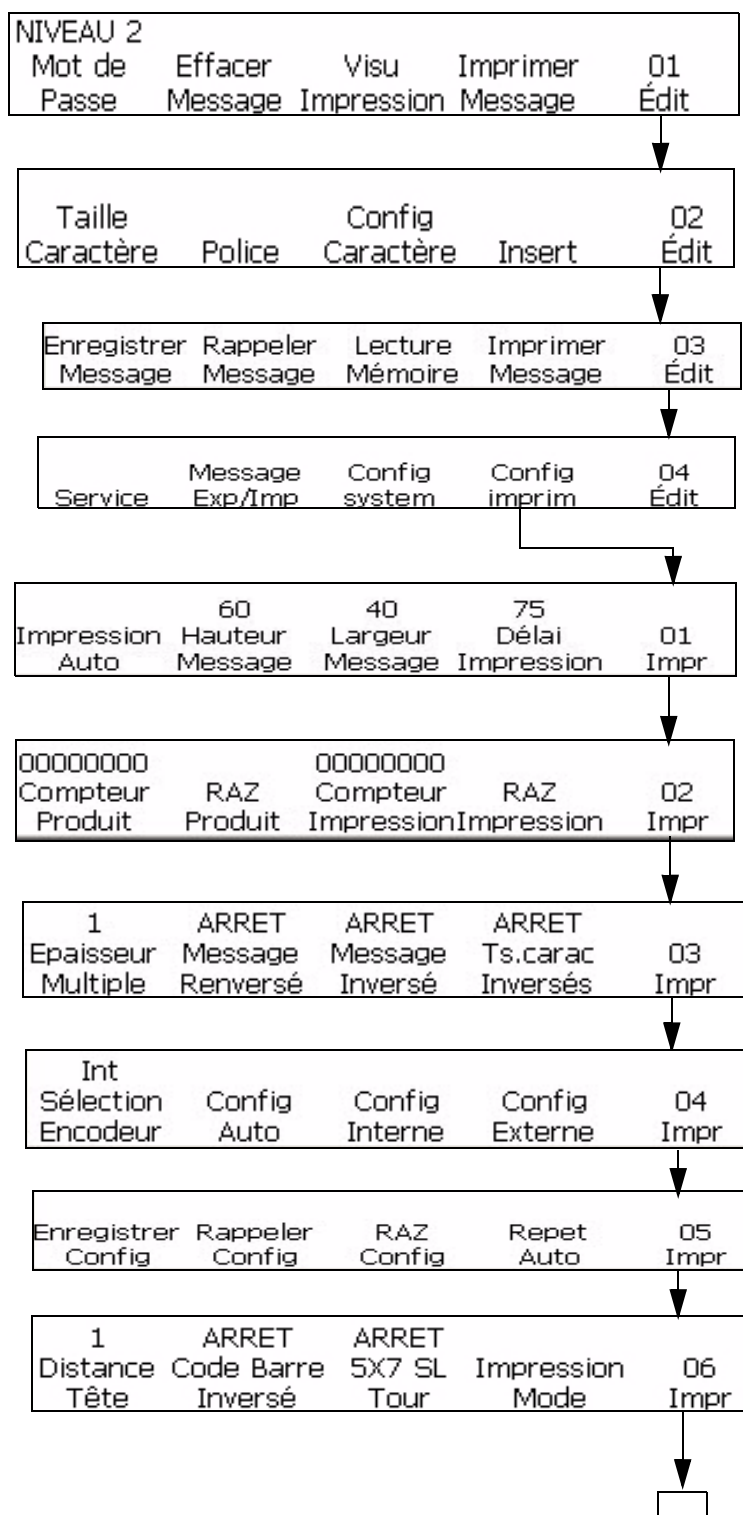 NIVEAU 2
Mot de Effacer Visu Imprimer 01
Passe Message Impression Message Édit
Taille Config 02
Caractère Police Caractère Insert Édit
Enregistrer Rappeler Lecture Imprimer 03
Message Message Mémoire Message Édit
Message Config Config 04
Service Exp/Imp system imprim Édit
60 40 75
Impression Hauteur Largeur Délai 01
Auto Message Message Impression Impr
00000000 00000000
Compteur RAZ Compteur RAZ 02
Produit Produit Impression Impression Impr
1 ARRET ARRET ARRET
Epaisseur Message Message Ts.carac 03
Multiple Renversé Inversé Inversés Impr
Int
Sélection Config Config Config 04
Encodeur Auto Interne Externe Impr
Enregistrer Rappeler RAZ Repet 05
Config Config Config Auto Impr
1 ARRET ARRET
Distance Code Barre 5X7 SL Impression 06
Tête Inversé Tour Mode Impr